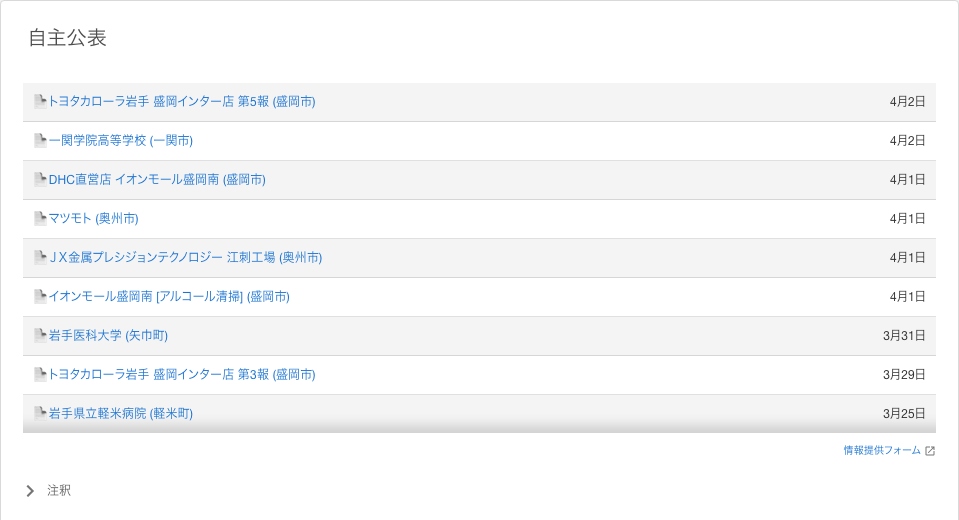 自主公表
トヨタカローラ岩手 盛岡インター店 第5報 (盛岡市) 4月2日
一関学院高等学校 (一関市) 4月2日
DHC直営店 イオンモール盛岡南 (盛岡市) 4月1日
マツモト (奥州市) 4月1日
ＪＸ金属プレシジョンテクノロジー 江刺工場 (奥州市) 4月1日
イオンモール盛岡南 [アルコール清掃] (盛岡市) 4月1日
岩手医科大学 (矢巾町) 3月31日
トヨタカローラ岩手 盛岡インター店 第3報 (盛岡市) 3月29日
岩手県立軽米病院 (軽米町) 3月25日
情報提供フォーム
注釈